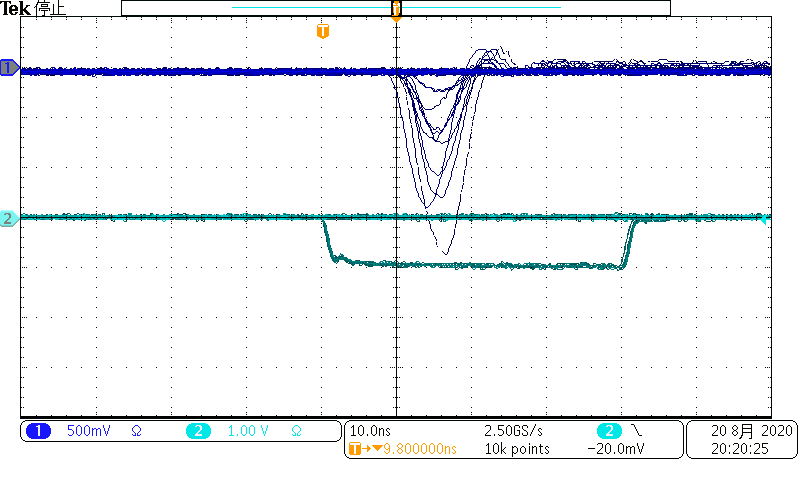 Tek 停止
T
1
2
1 500mV Ω 2 1.00 V Ω
10.0ns 2.50GS/s 2
T→▼9.800000ns 10k points −20.0mV
20 8月 2020
20:20:25